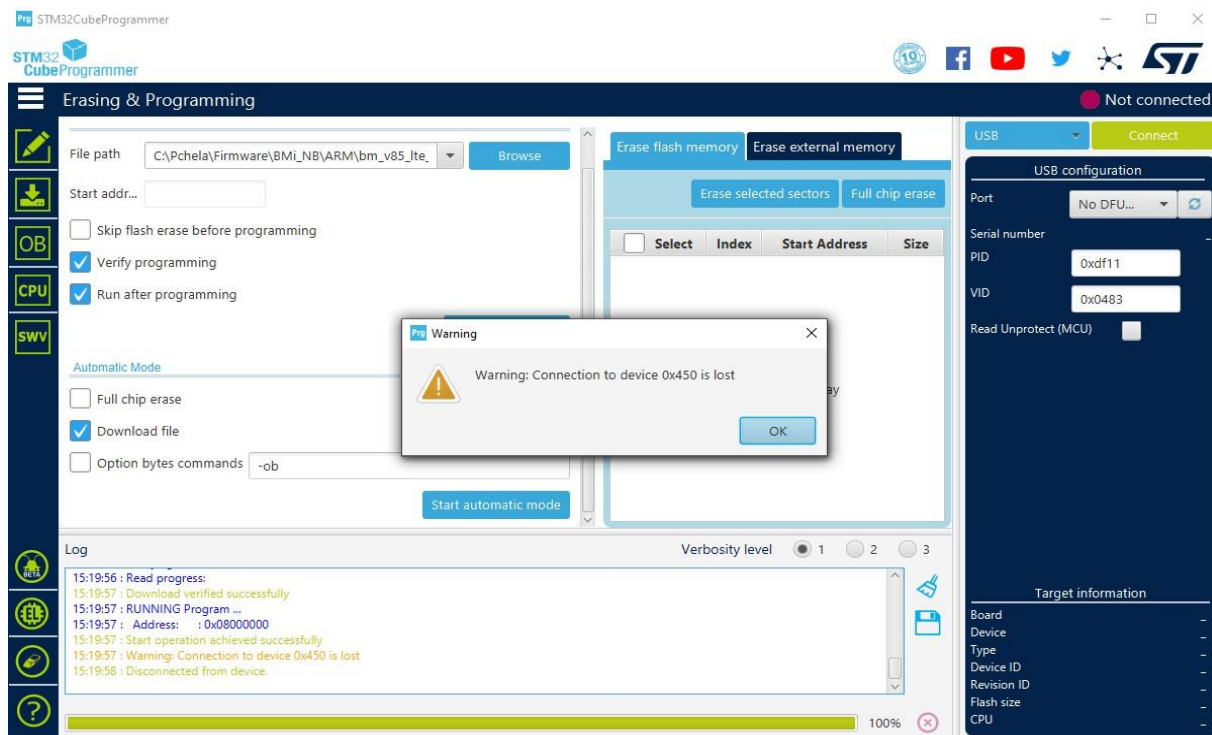 Prg STM32CubeProgrammer
STM32
CubeProgrammer
10
ST
Erasing & Programming
Not connected
File path
C:\Pchela\Firmware\BMi_NB\ARM\bm_v85_lte_
Browse
Start addr...
Skip flash erase before programming
Verify programming
Run after programming
Automatic Mode
Full chip erase
Download file
Option bytes commands
-ob
Start automatic mode
Erase flash memory
Erase external memory
Erase selected sectors
Full chip erase
Select Index Start Address Size
ay
Prg Warning
Warning: Connection to device 0x450 is lost
OK
OB
CPU
SWV
BETA
Log
Verbosity level 1 2 3
15:19:56 : Read progress:
15:19:57 : Download verified successfully
15:19:57 : RUNNING Program ...
15:19:57 : Address: : 0x08000000
15:19:57 : Start operation achieved successfully
15:19:57 : Warning: Connection to device 0x450 is lost
15:19:58 : Disconnected from device.
100%
USB
Connect
USB configuration
Port
No DFU...
Serial number _
PID
0xdf11
VID
0x0483
Read Unprotect (MCU)
Target information
Board _
Device _
Type _
Device ID _
Revision ID _
Flash size _
CPU _